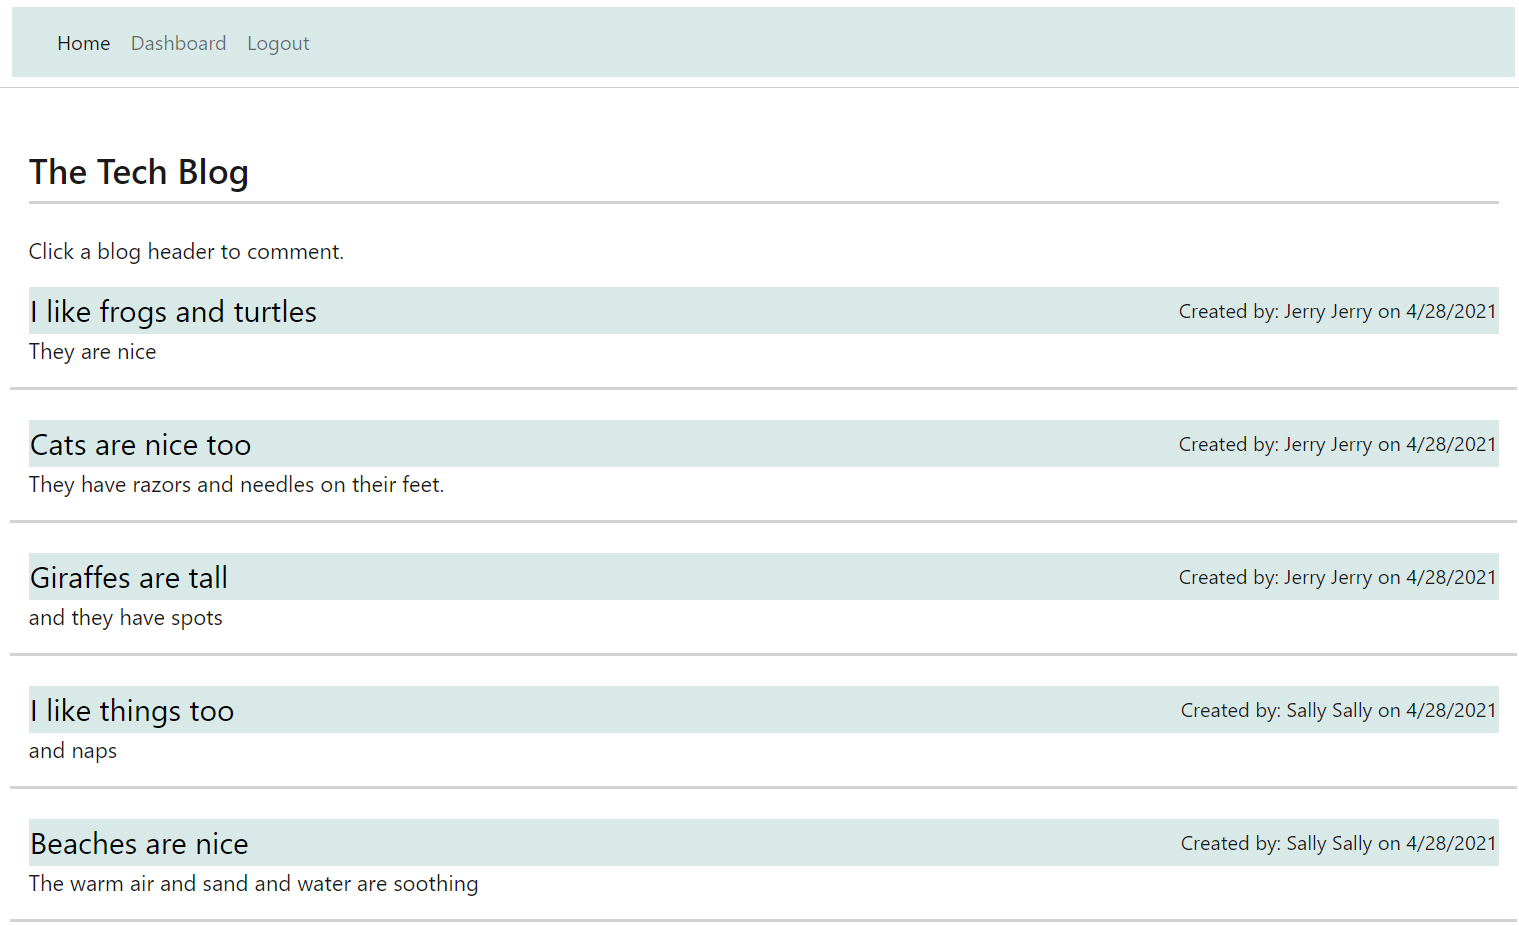 Home Dashboard Logout
The Tech Blog
Click a blog header to comment.
I like frogs and turtles Created by: Jerry Jerry on 4/28/2021
They are nice
Cats are nice too Created by: Jerry Jerry on 4/28/2021
They have razors and needles on their feet.
Giraffes are tall Created by: Jerry Jerry on 4/28/2021
and they have spots
I like things too Created by: Sally Sally on 4/28/2021
and naps
Beaches are nice Created by: Sally Sally on 4/28/2021
The warm air and sand and water are soothing